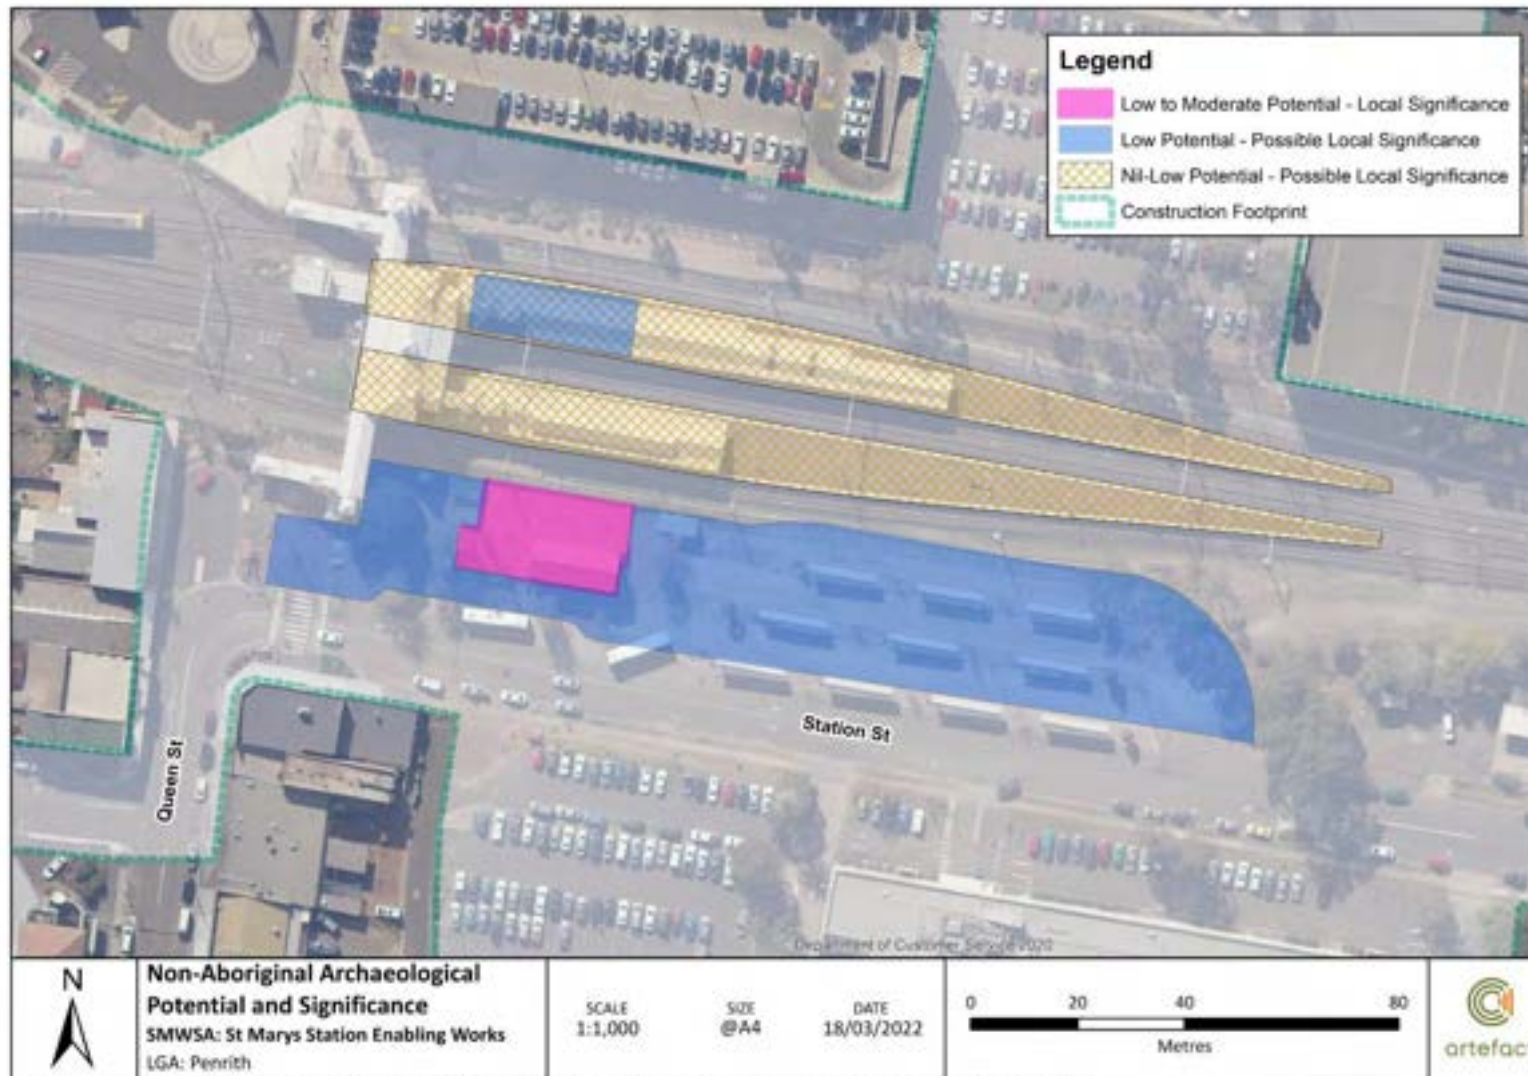 Legend
Low to Moderate Potential - Local Significance
Low Potential - Possible Local Significance
Nil-Low Potential - Possible Local Significance
Construction Footprint
Queen St
Station St
Department of Customer Service 2020
N
Non-Aboriginal Archaeological
Potential and Significance
SMWSA: St Marys Station Enabling Works
LGA: Penrith
SCALE
1:1,000
SIZE
@A4
DATE
18/03/2022
0 20 40 80
Metres
artefact